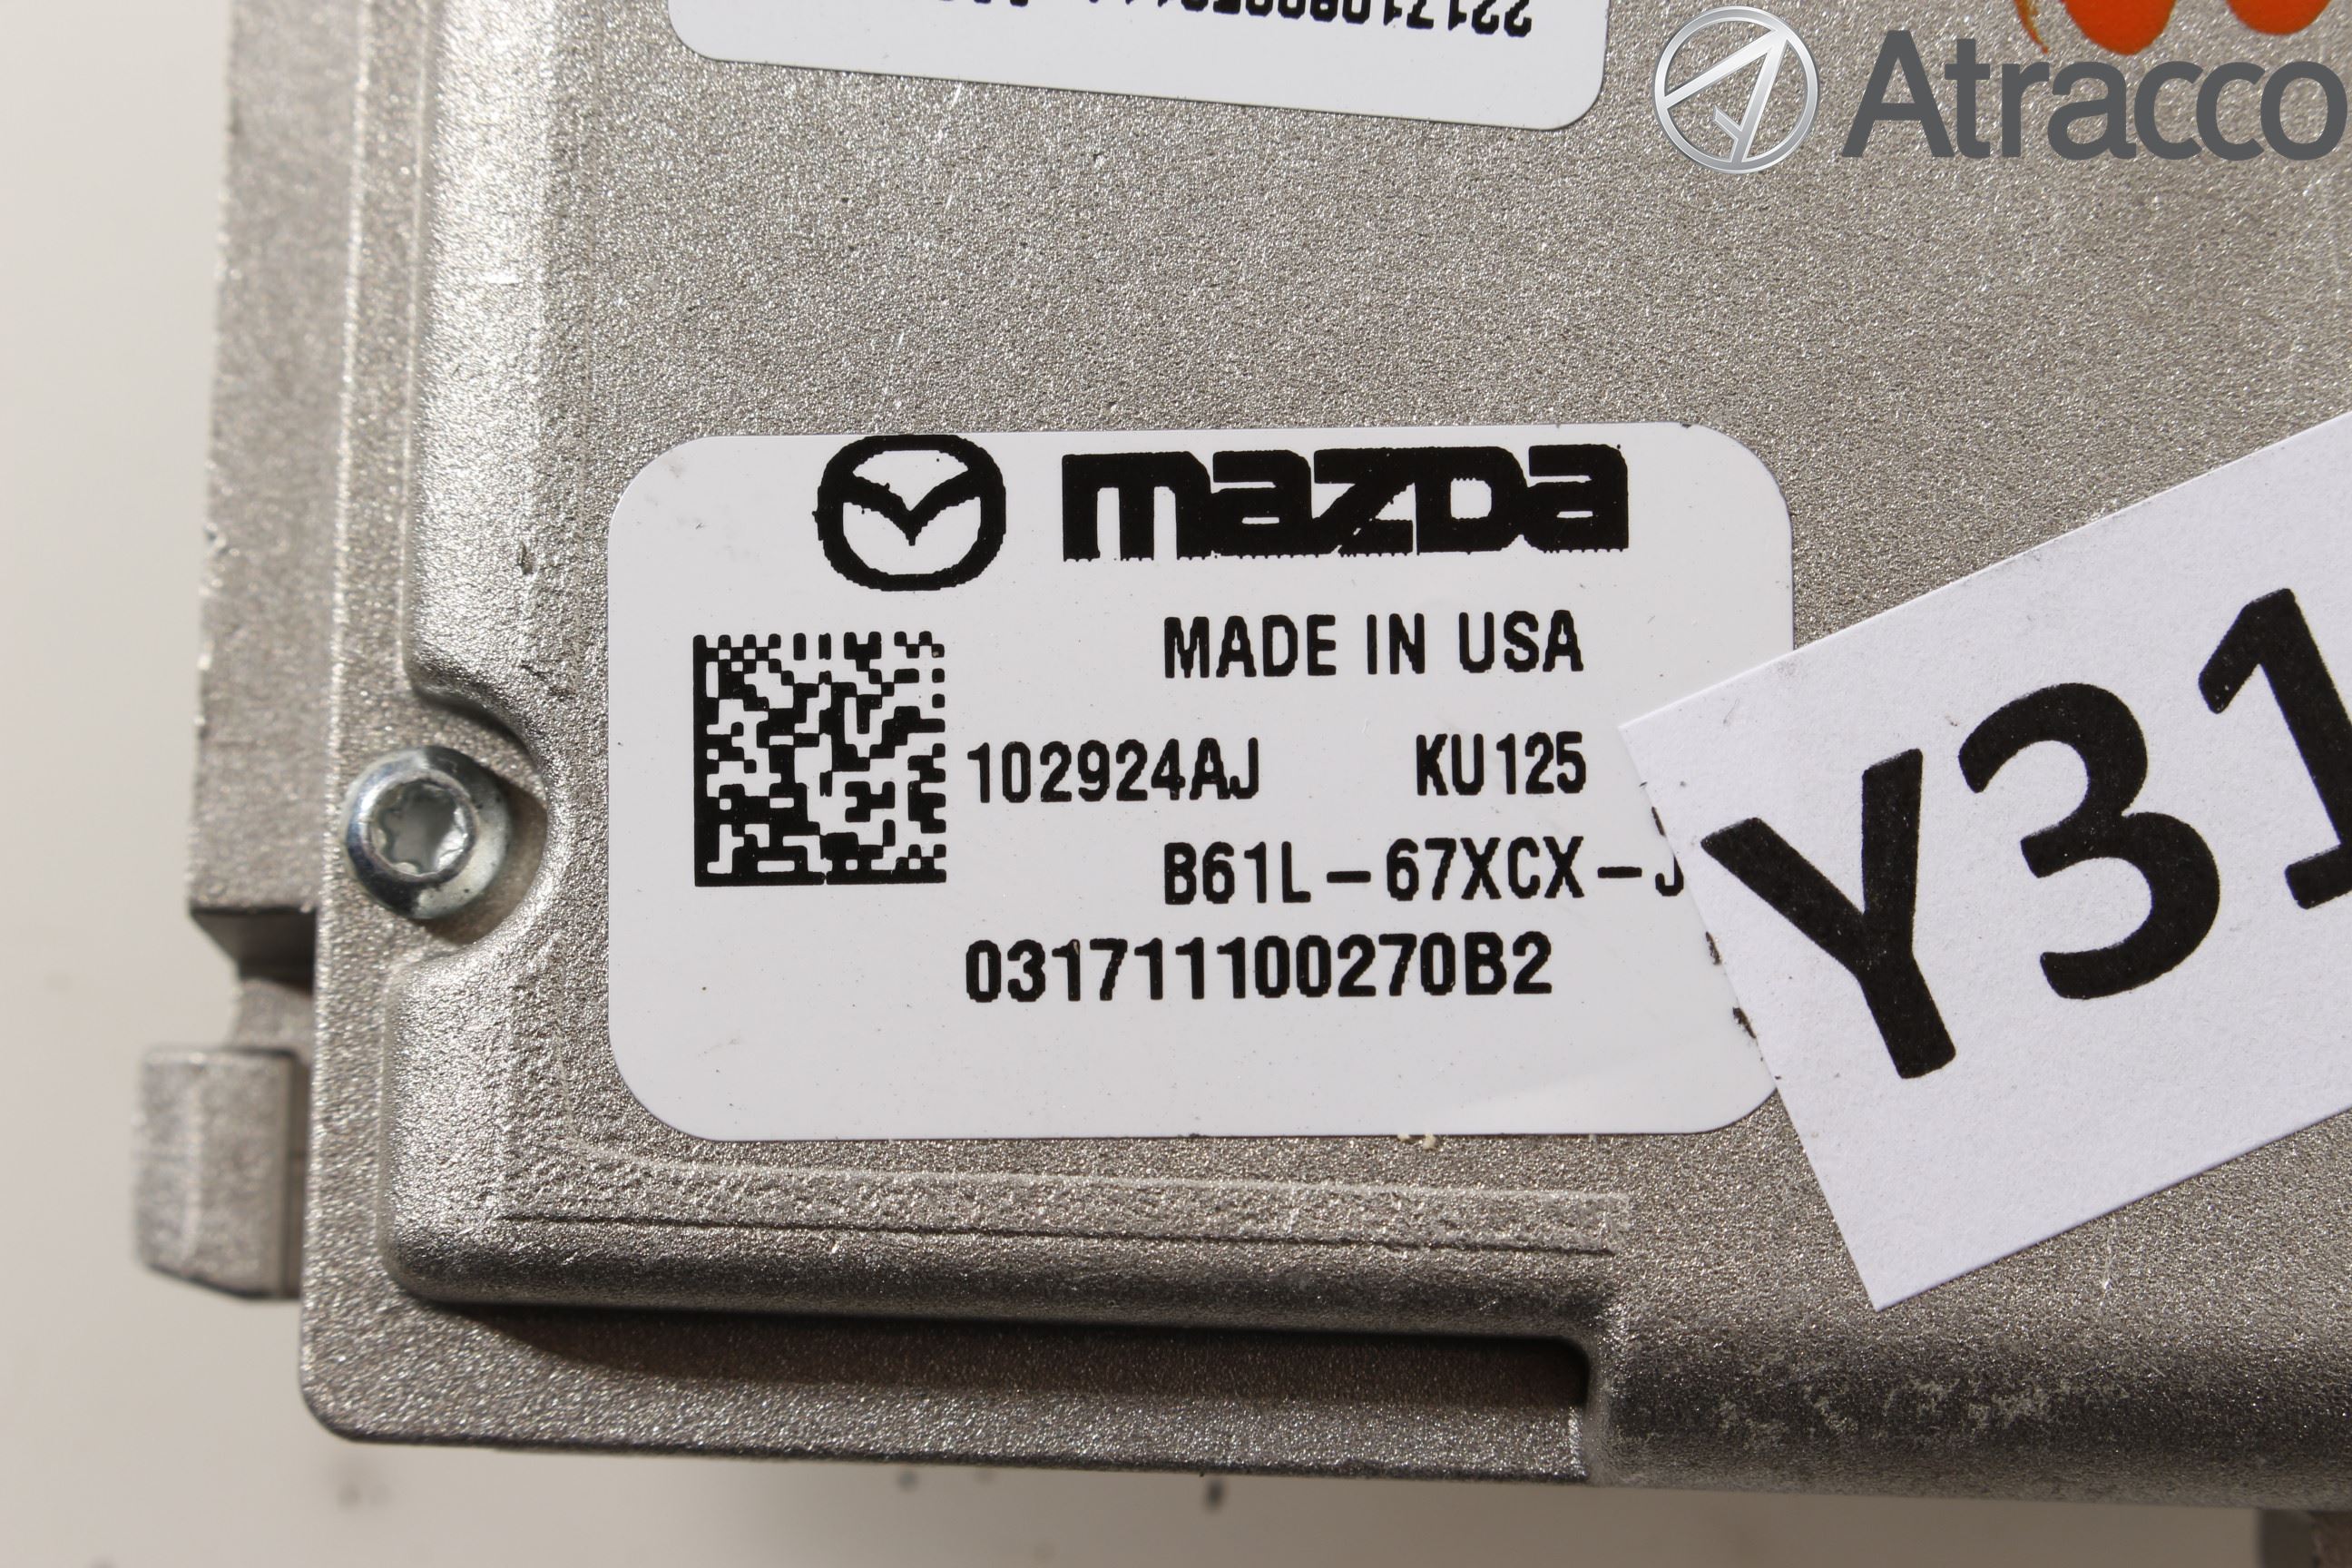 Atracco
mazda
MADE IN USA
102924AJ KU125
B61L-67XCX-J
031711100270B2
Y31